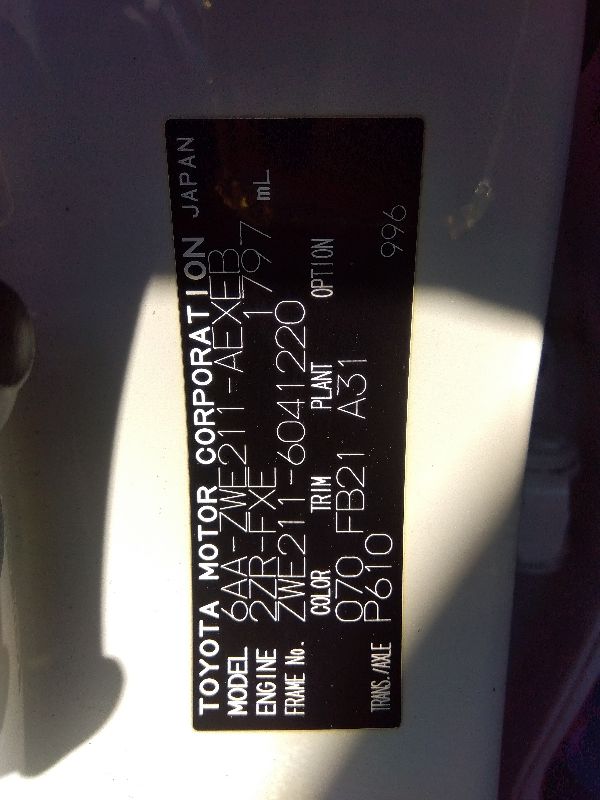 TOYOTA MOTOR CORPORATION JAPAN
MODEL 6AA-ZWE211-AEXEB
ENGINE 2ZR-FXE 1797 mL
FRAME No. ZWE211-6041220
COLOR TRIM PLANT OPTION
070 FB21 A31
TRANS./AXLE P610 996